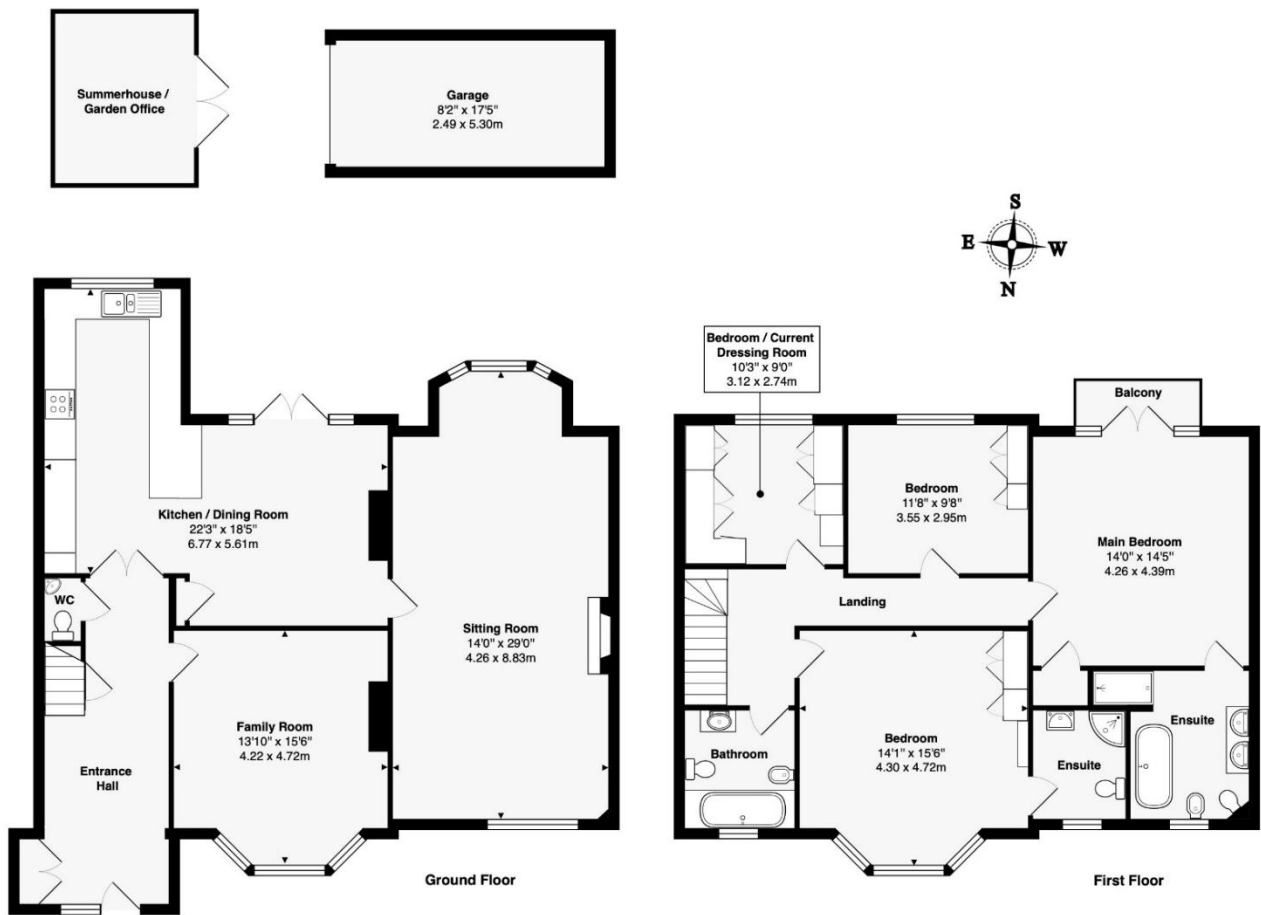 Summerhouse /
Garden Office
Garage
8'2" x 17'5"
2.49 x 5.30m
S
E
W
N
Bedroom / Current
Dressing Room
10'3" x 9'0"
3.12 x 2.74m
Balcony
Kitchen / Dining Room
22'3" x 18'5"
6.77 x 5.61m
Bedroom
11'8" x 9'8"
3.55 x 2.95m
Main Bedroom
14'0" x 14'5"
4.26 x 4.39m
WC
Landing
Sitting Room
14'0" x 29'0"
4.26 x 8.83m
Family Room
13'10" x 15'6"
4.22 x 4.72m
Entrance
Hall
Bathroom
Bedroom
14'1" x 15'6"
4.30 x 4.72m
Ensuite
Ensuite
Ground Floor
First Floor